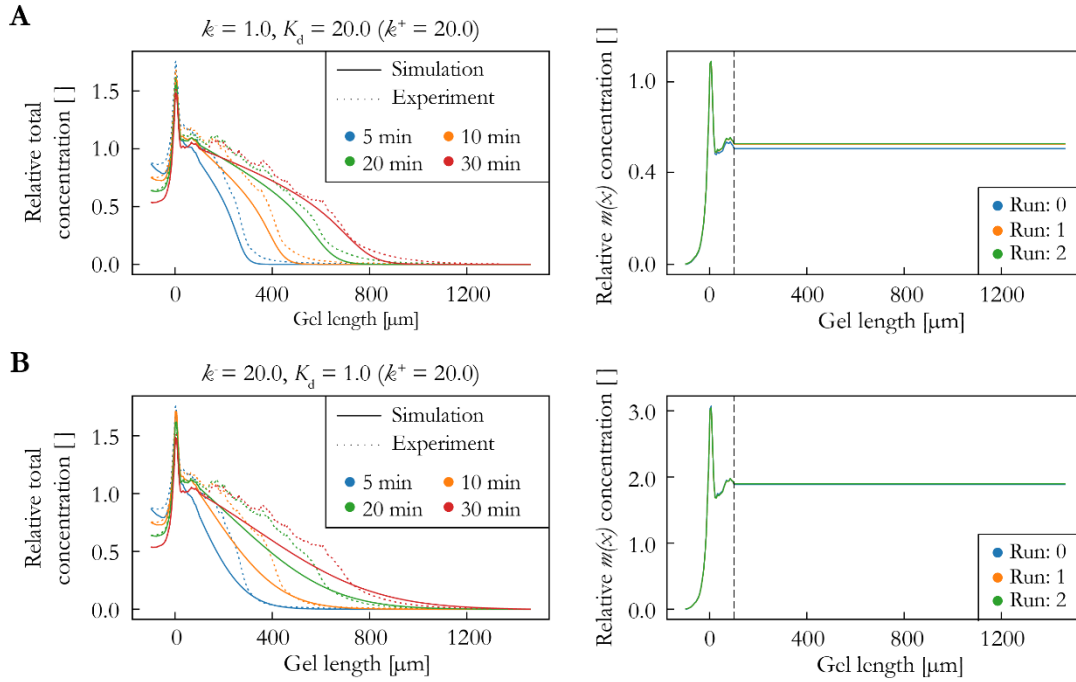 A
k⁻ = 1.0, K_d = 20.0 (k⁺ = 20.0)
Relative total
concentration [ ]
1.5
1.0
0.5
0.0
Simulation
Experiment
5 min
10 min
20 min
30 min
0
400
800
1200
Gel length [μm]
Relative m(x) concentration [ ]
1.0
0.4
0.0
Run: 0
Run: 1
Run: 2
0
400
800
1200
Gel length [μm]
B
k⁻ = 20.0, K_d = 1.0 (k⁺ = 20.0)
Relative total
concentration [ ]
1.5
1.0
0.5
0.0
Simulation
Experiment
5 min
10 min
20 min
30 min
0
400
800
1200
Gel length [μm]
Relative m(x) concentration [ ]
3.0
2.0
1.0
0.0
Run: 0
Run: 1
Run: 2
0
400
800
1200
Gel length [μm]